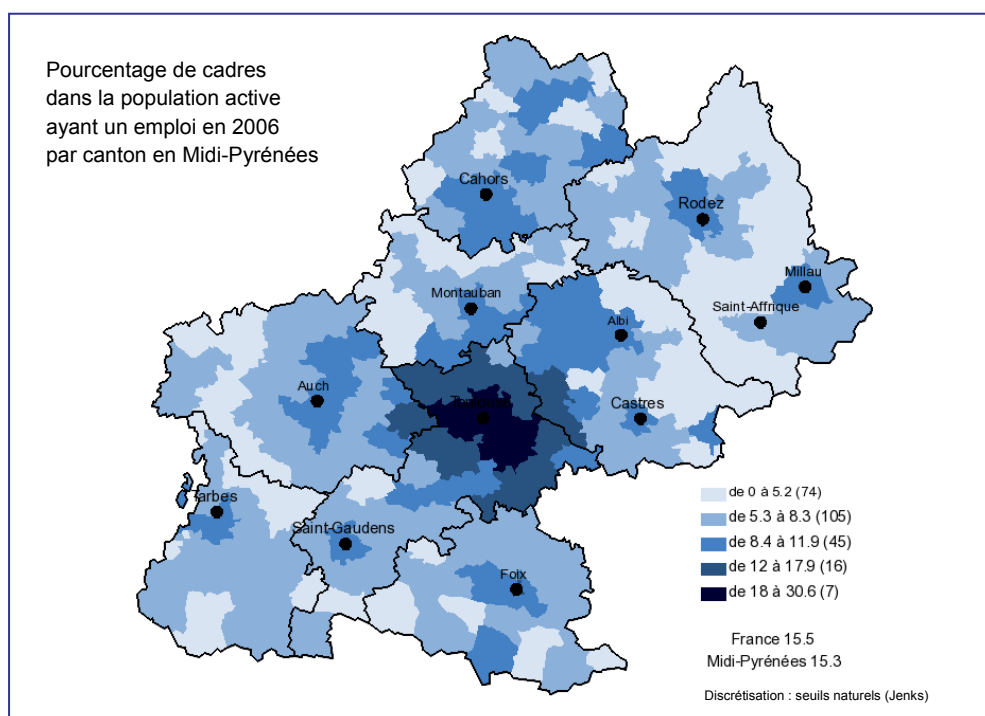 Pourcentage de cadres
dans la population active
ayant un emploi en 2006
par canton en Midi-Pyrénées
Cahors
Rodez
Millau
Montauban
Saint-Affrique
Albi
Auch
Castres
Tarbes
Saint-Gaudens
Foix
de 0 à 5.2 (74)
de 5.3 à 8.3 (105)
de 8.4 à 11.9 (45)
de 12 à 17.9 (16)
de 18 à 30.6 (7)
France 15.5
Midi-Pyrénées 15.3
Discrétisation : seuils naturels (Jenks)